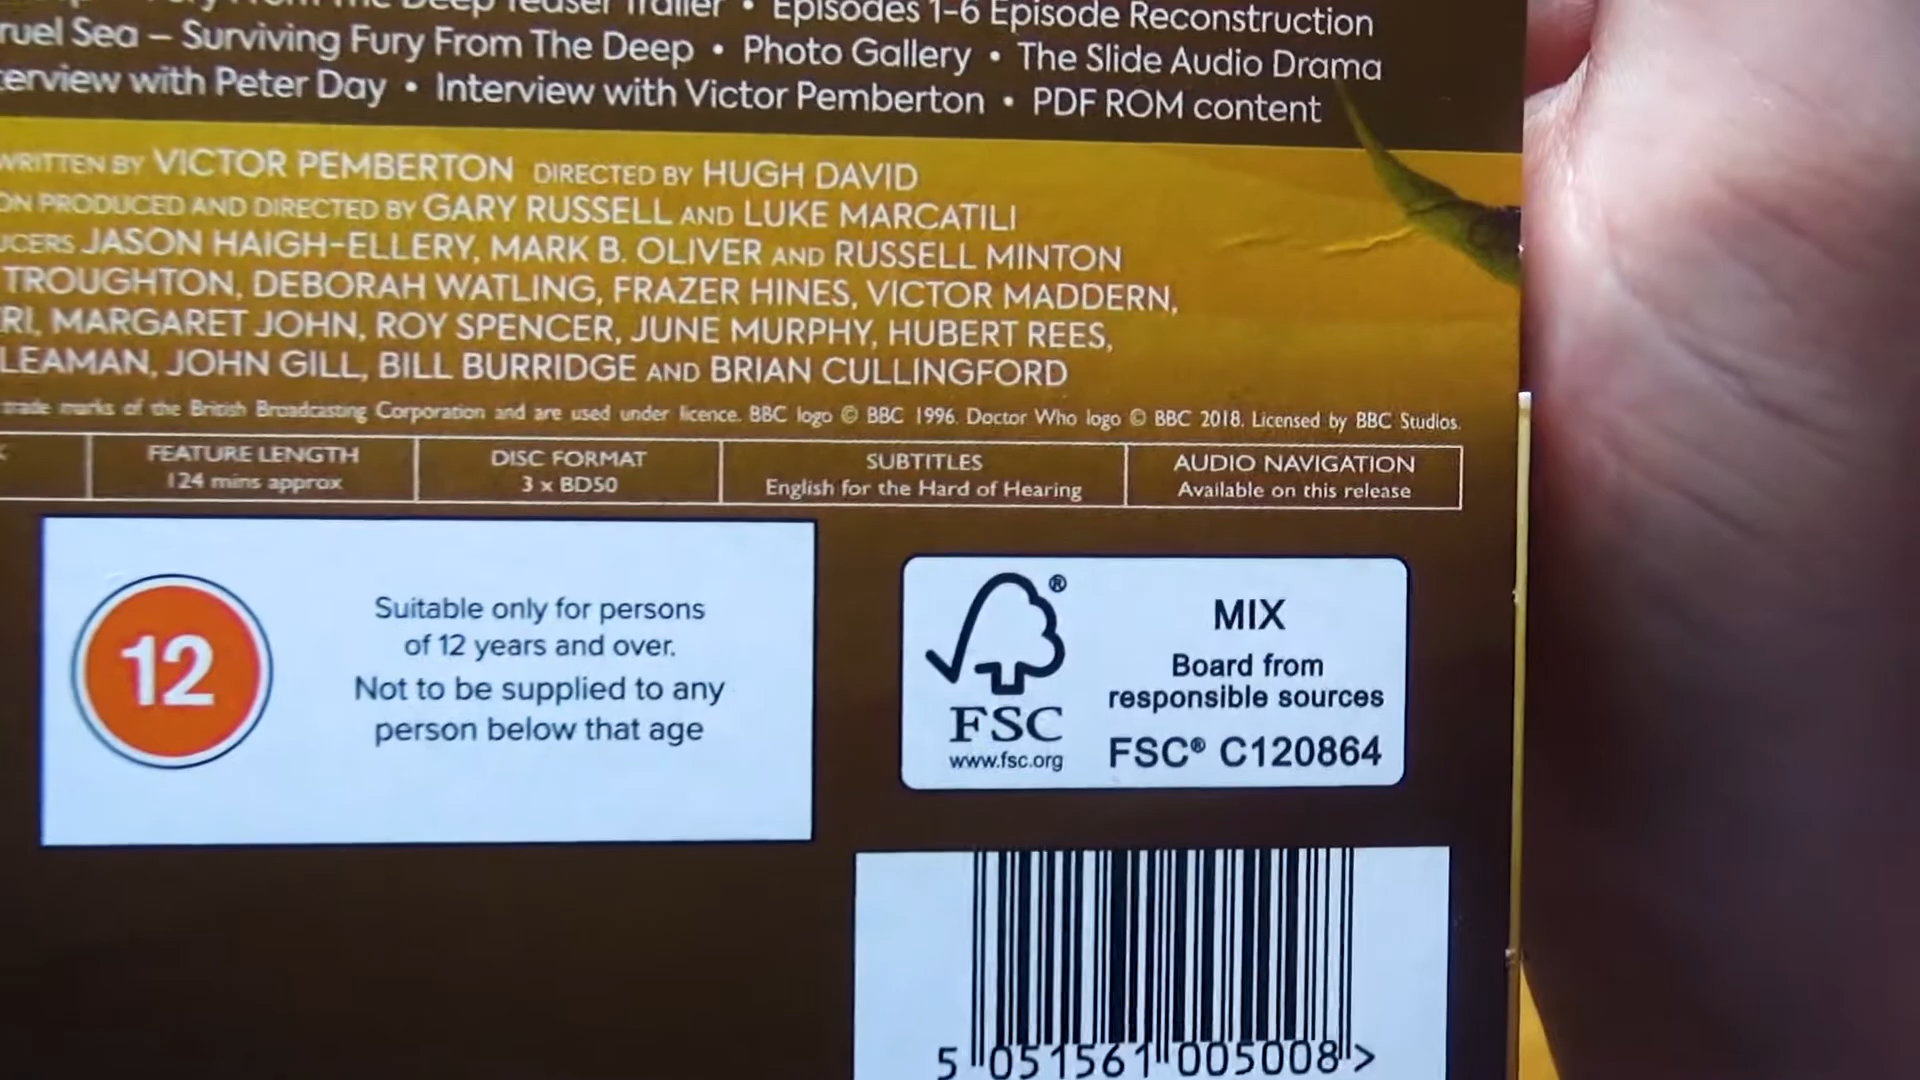 From The Deep Teaser Trailer • Episodes 1-6 Episode Reconstruction
Sea – Surviving Fury From The Deep • Photo Gallery • The Slide Audio Drama
with Peter Day • Interview with Victor Pemberton • PDF ROM content
WRITTEN BY VICTOR PEMBERTON DIRECTED BY HUGH DAVID
PRODUCED AND DIRECTED BY GARY RUSSELL AND LUKE MARCATILI
JASON HAIGH-ELLERY, MARK B. OLIVER AND RUSSELL MINTON
TROUGHTON, DEBORAH WATLING, FRAZER HINES, VICTOR MADDERN,
MARGARET JOHN, ROY SPENCER, JUNE MURPHY, HUBERT REES,
LEAMAN, JOHN GILL, BILL BURRIDGE AND BRIAN CULLINGFORD
trade marks of the British Broadcasting Corporation and are used under licence. BBC logo © BBC 1996. Doctor Who logo © BBC 2018. Licensed by BBC Studios.
FEATURE LENGTH
124 mins approx
DISC FORMAT
3 x BD50
SUBTITLES
English for the Hard of Hearing
AUDIO NAVIGATION
Available on this release
12
Suitable only for persons
of 12 years and over.
Not to be supplied to any
person below that age
FSC
www.fsc.org
MIX
Board from
responsible sources
FSC® C120864
5 051561 005008 >